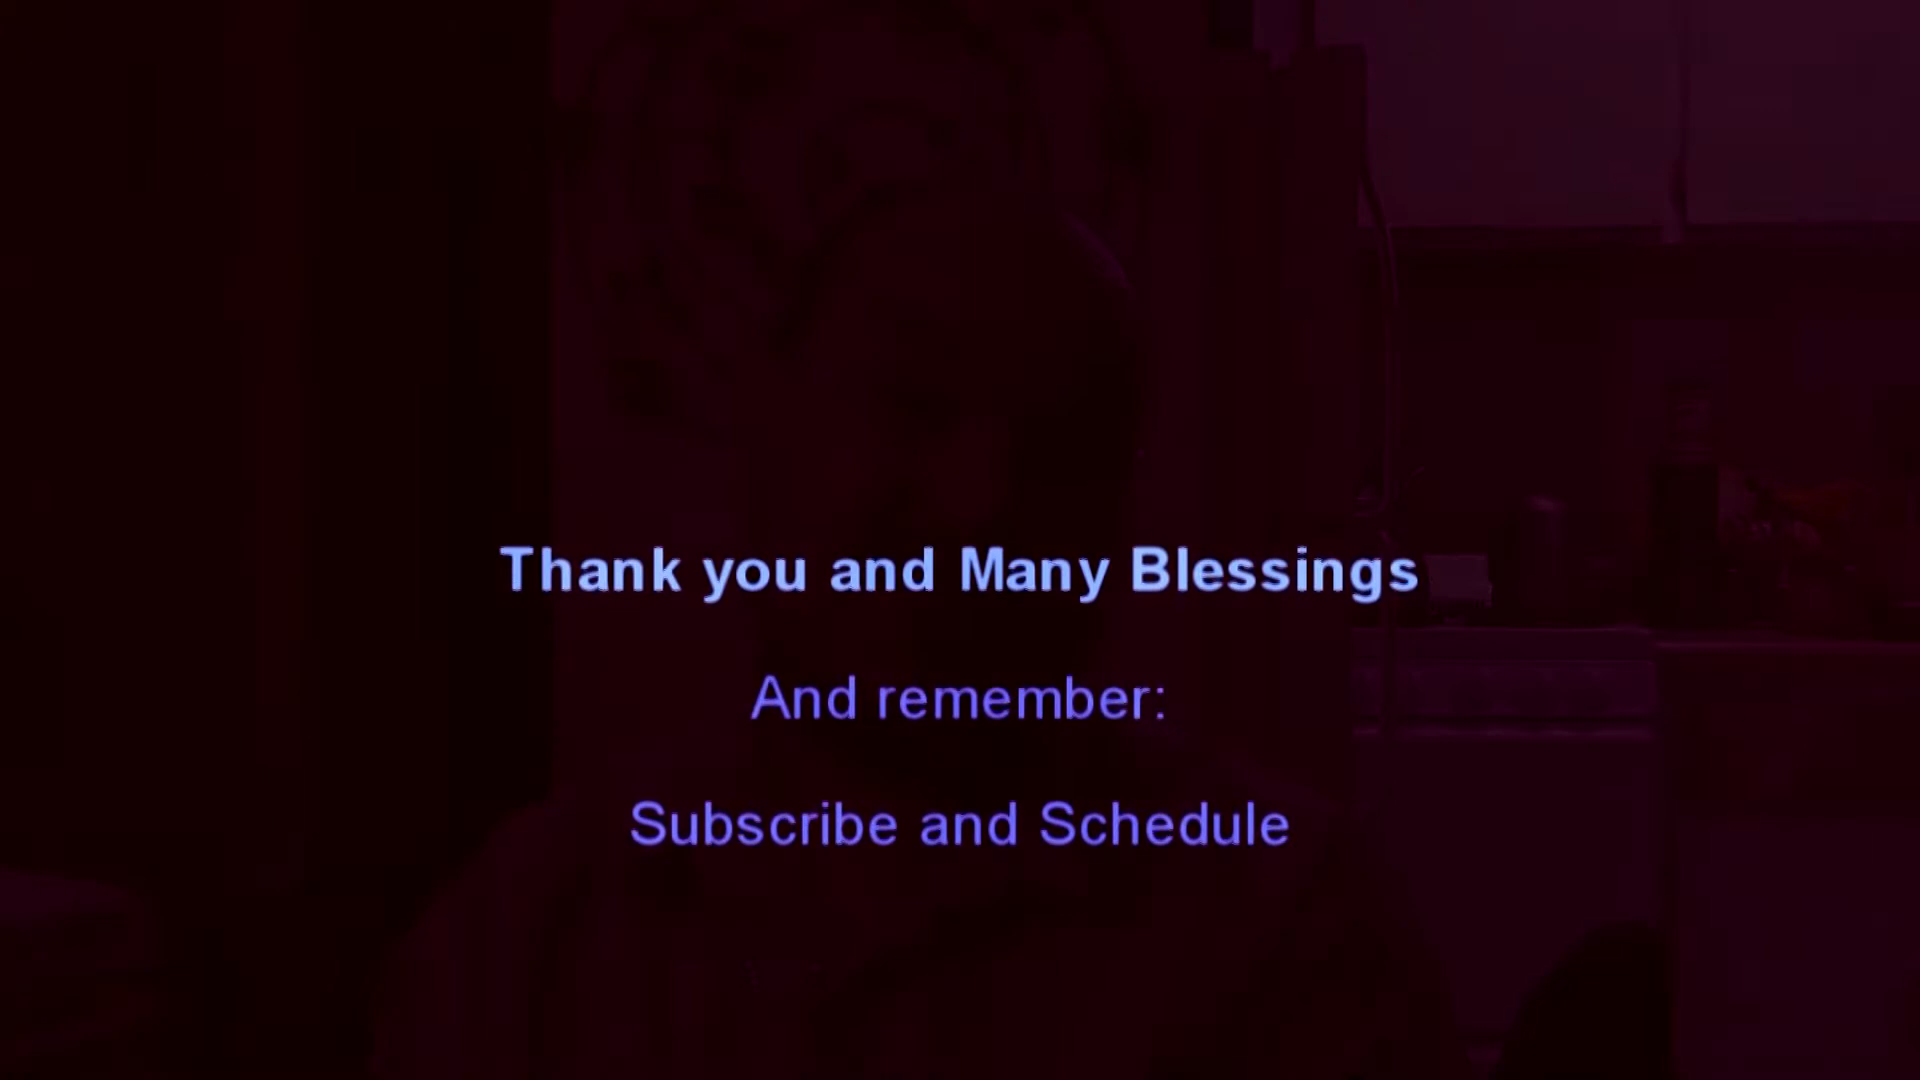 Thank you and Many Blessings
And remember:
Subscribe and Schedule